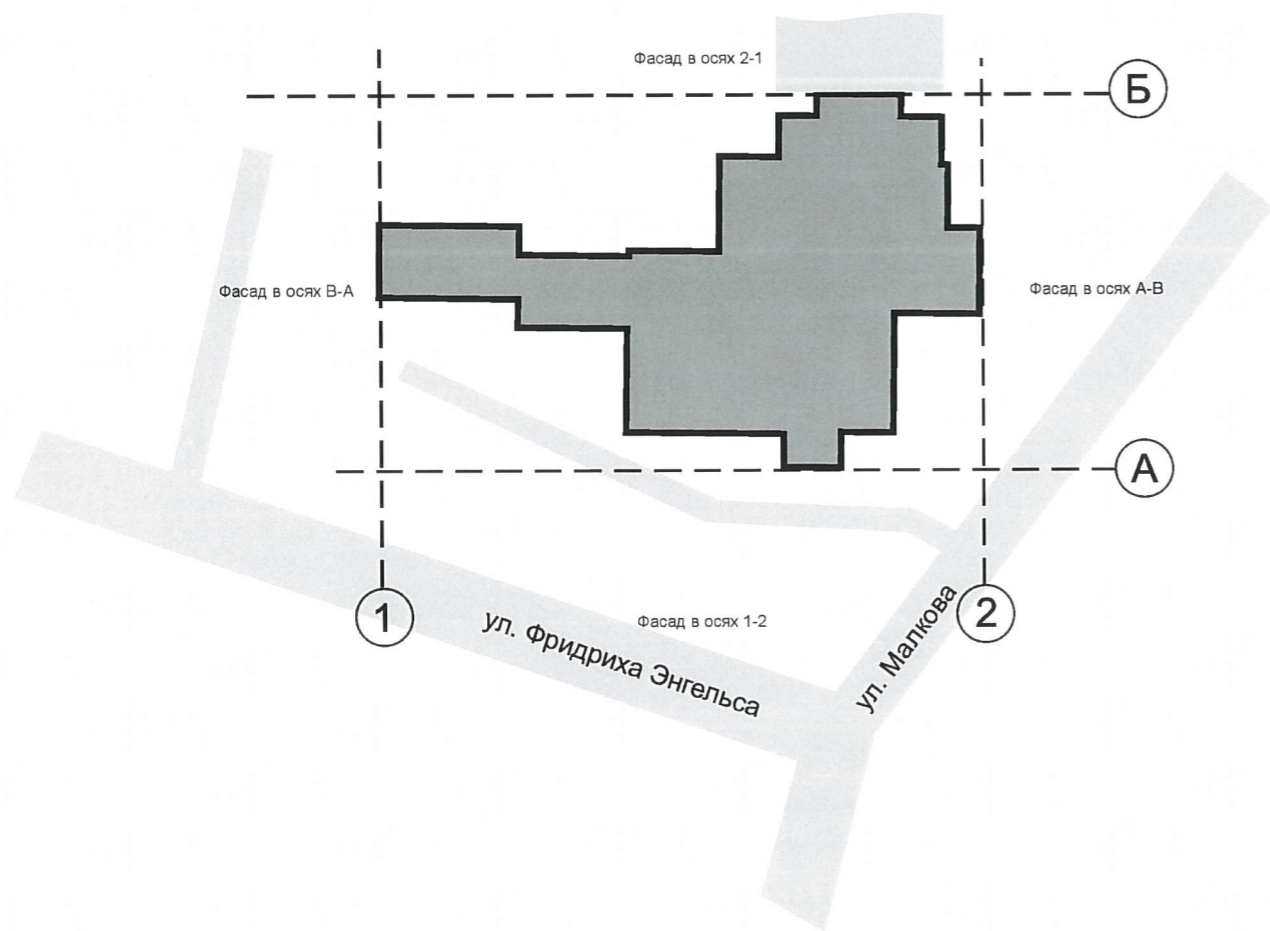 Фасад в осях 2-1
Б
Фасад в осях В-А
Фасад в осях А-В
А
1
ул. Фридриха Энгельса
Фасад в осях 1-2
ул. Малкова
2